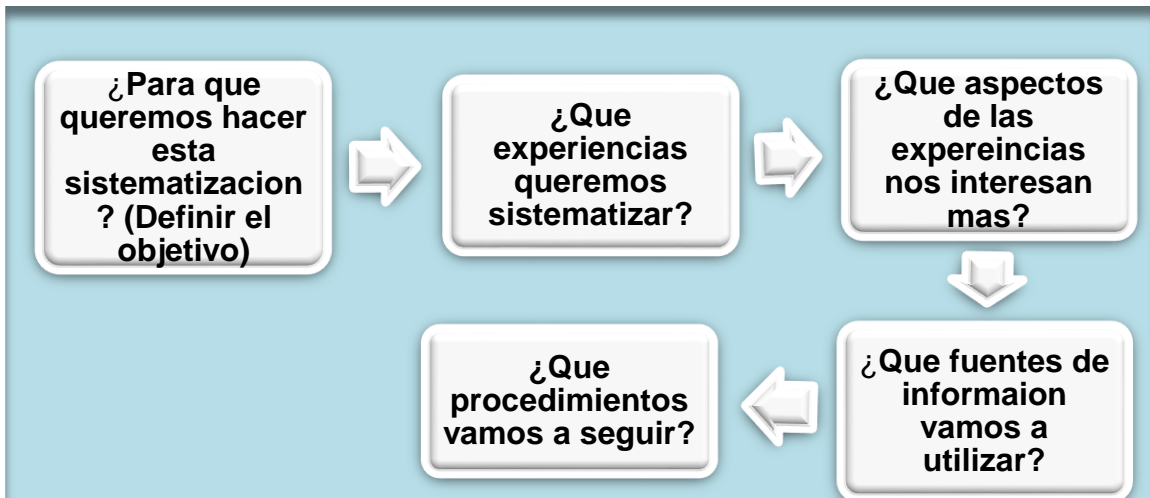 ¿Para que
queremos hacer
esta
sistematizacion
? (Definir el
objetivo)
¿Que
experiencias
queremos
sistematizar?
¿Que aspectos
de las
expereincias
nos interesan
mas?
¿Que fuentes de
informaion
vamos a
utilizar?
¿Que
procedimientos
vamos a seguir?